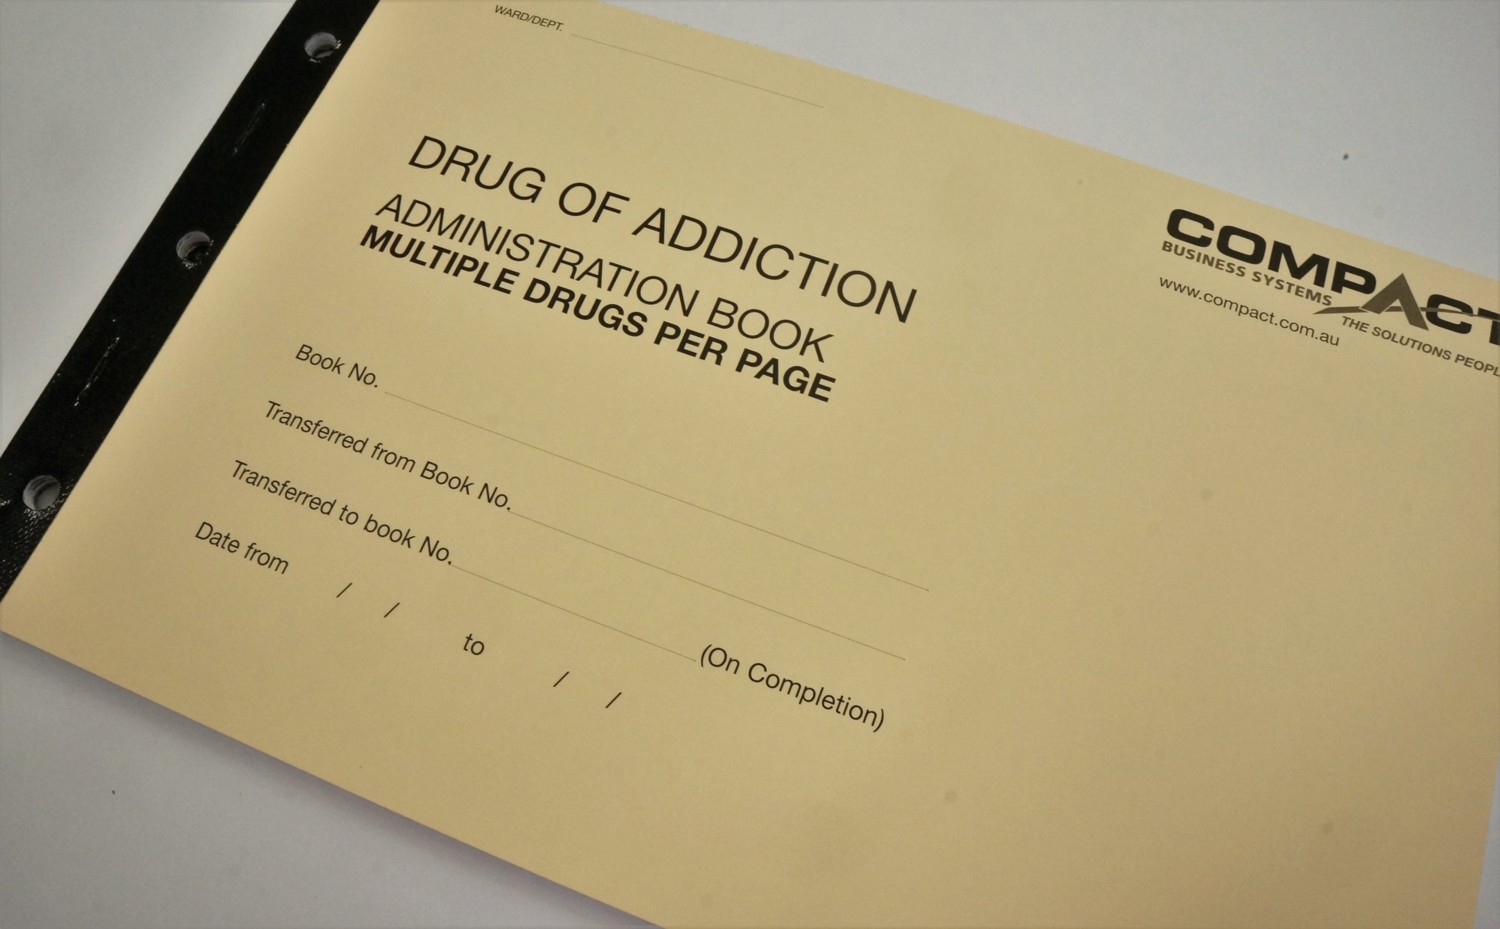 WARD/DEPT.
DRUG OF ADDICTION
ADMINISTRATION BOOK
MULTIPLE DRUGS PER PAGE
COMPACT
BUSINESS SYSTEMS
THE SOLUTIONS PEOPL
www.compact.com.au
Book No.
Transferred from Book No.
Transferred to book No. (On Completion)
Date from / / to / /